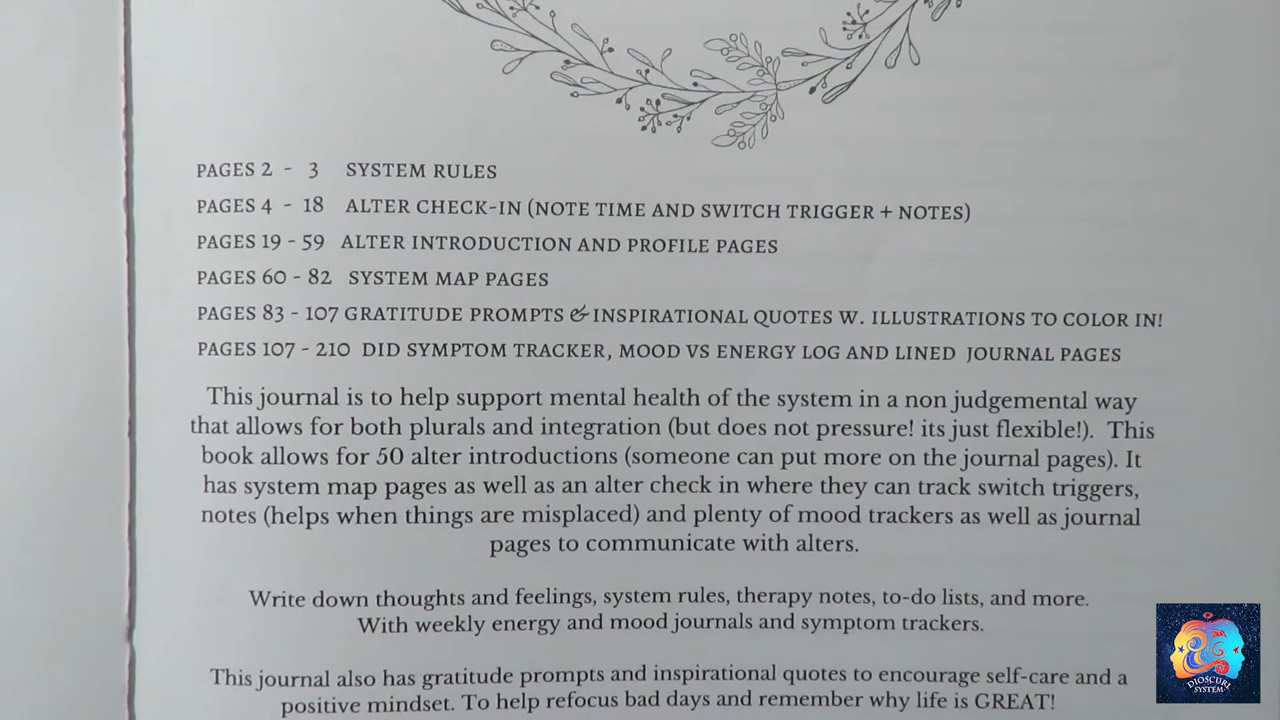 PAGES 2 - 3 SYSTEM RULES
PAGES 4 - 18 ALTER CHECK-IN (NOTE TIME AND SWITCH TRIGGER + NOTES)
PAGES 19 - 59 ALTER INTRODUCTION AND PROFILE PAGES
PAGES 60 - 82 SYSTEM MAP PAGES
PAGES 83 - 107 GRATITUDE PROMPTS & INSPIRATIONAL QUOTES W. ILLUSTRATIONS TO COLOR IN!
PAGES 107 - 210 DID SYMPTOM TRACKER, MOOD VS ENERGY LOG AND LINED JOURNAL PAGES
This journal is to help support mental health of the system in a non judgemental way
that allows for both plurals and integration (but does not pressure! its just flexible!). This
book allows for 50 alter introductions (someone can put more on the journal pages). It
has system map pages as well as an alter check in where they can track switch triggers,
notes (helps when things are misplaced) and plenty of mood trackers as well as journal
pages to communicate with alters.
Write down thoughts and feelings, system rules, therapy notes, to-do lists, and more.
With weekly energy and mood journals and symptom trackers.
This journal also has gratitude prompts and inspirational quotes to encourage self-care and a
positive mindset. To help refocus bad days and remember why life is GREAT!
DIOSCURI
SYSTEM